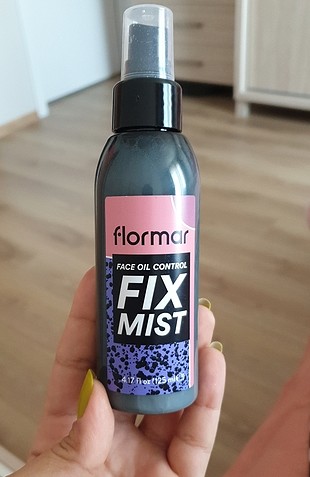 flormar
FACE OIL CONTROL
FIX
MIST
4.17 fl oz (125 ml) e